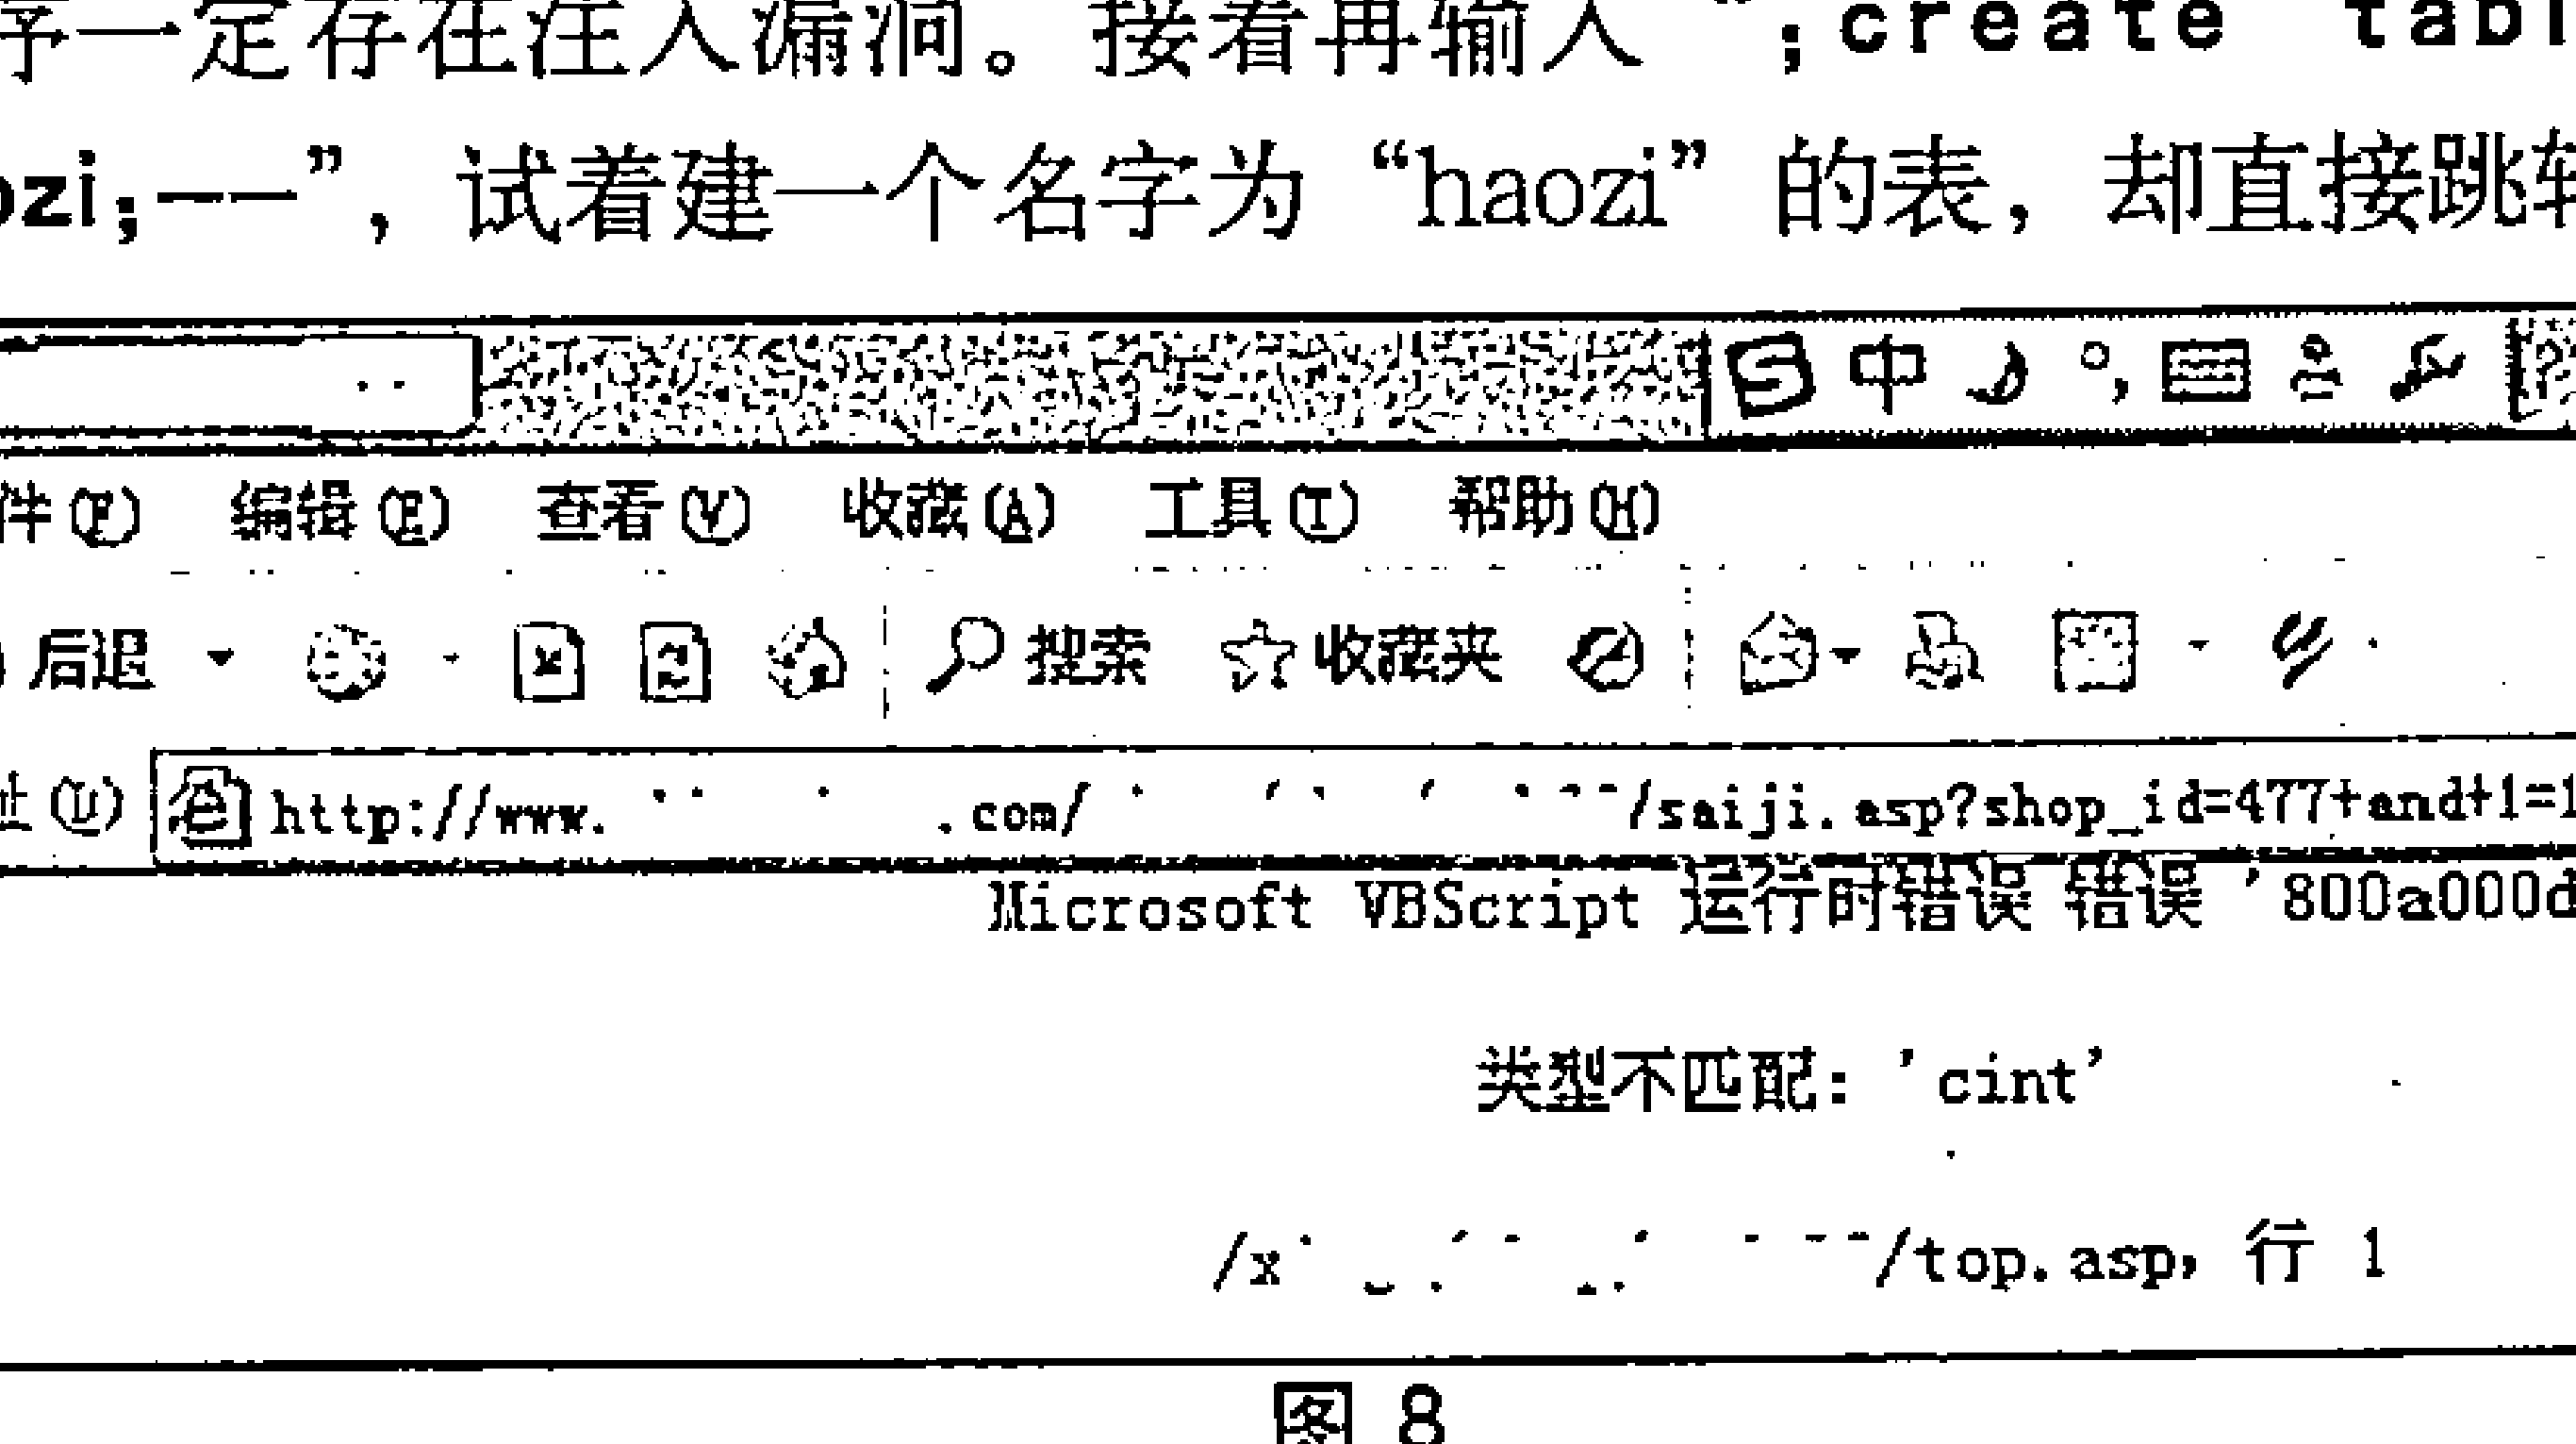 序一定存在注入漏洞。接着再输入“;create tabl
ozi;——”，试着建一个名字为“haozi”的表，却直接跳转
中
件(F) 编辑(E) 查看(V) 收藏(A) 工具(T) 帮助(H)
后退 搜索 收藏夹
址(U) http://www. .com/ /saiji.asp?shop_id=477+and+1=1
Microsoft VBScript 运行时错误 错误 '800a000d
类型不匹配: 'cint'
/x /top.asp, 行 1
图 8